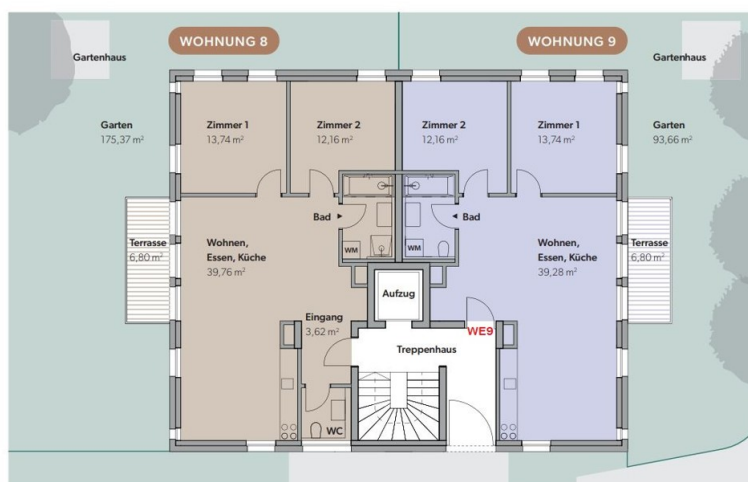 WOHNUNG 8
WOHNUNG 9
Gartenhaus
Gartenhaus
Garten
175,37 m²
Zimmer 1
13,74 m²
Zimmer 2
12,16 m²
Zimmer 2
12,16 m²
Zimmer 1
13,74 m²
Garten
93,66 m²
Bad
Bad
WM
WM
Terrasse
6,80 m²
Wohnen,
Essen, Küche
39,76 m²
Wohnen,
Essen, Küche
39,28 m²
Terrasse
6,80 m²
Aufzug
Eingang
3,62 m²
WE9
Treppenhaus
WC